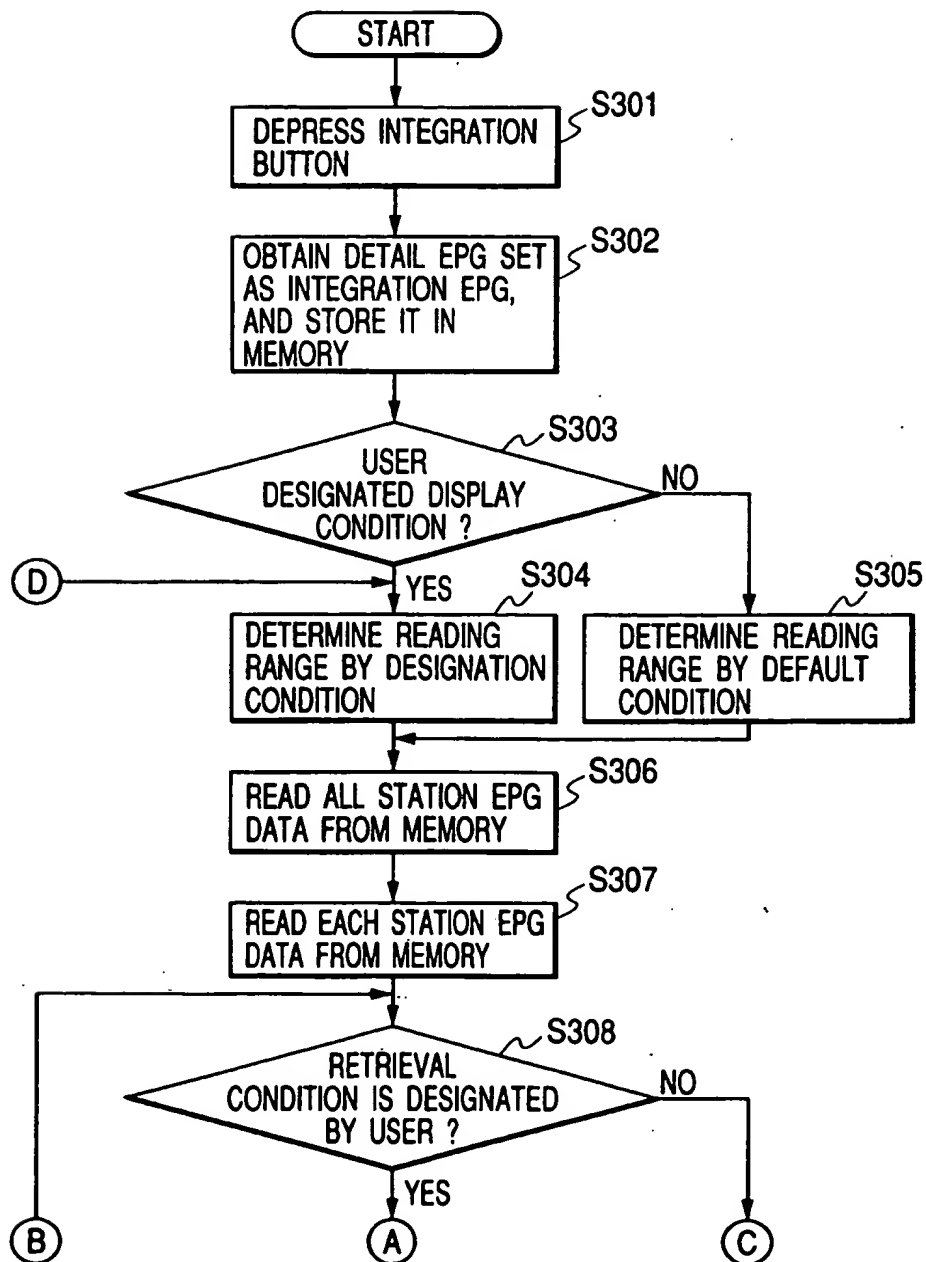 START
S301
DEPRESS INTEGRATION
BUTTON
S302
OBTAIN DETAIL EPG SET
AS INTEGRATION EPG,
AND STORE IT IN
MEMORY
S303
USER
DESIGNATED DISPLAY
CONDITION ?
NO
D
YES
S304
DETERMINE READING
RANGE BY DESIGNATION
CONDITION
S305
DETERMINE READING
RANGE BY DEFAULT
CONDITION
S306
READ ALL STATION EPG
DATA FROM MEMORY
S307
READ EACH STATION EPG
DATA FROM MEMORY
S308
RETRIEVAL
CONDITION IS DESIGNATED
BY USER ?
NO
YES
B
A
C